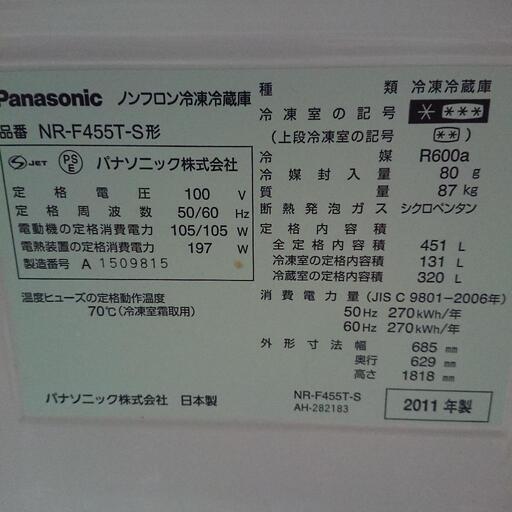 Panasonic ノンフロン冷凍冷蔵庫
品番 NR-F455T-S形
JET PSE パナソニック株式会社
定格電圧 100 V
定格周波数 50/60 Hz
電動機の定格消費電力 105/105 W
電熱装置の定格消費電力 197 W
製造番号 A 1509815
温度ヒューズの定格動作温度
70℃(冷凍室霜取用)
パナソニック株式会社 日本製
種類 冷凍冷蔵庫
冷凍室の記号 * ***
(上段冷凍室の記号 **)
冷媒 R600a
冷媒封入量 80 g
質量 87 kg
断熱発泡ガス シクロペンタン
定格内容積
全定格内容積 451 L
冷凍室の定格内容積 131 L
冷蔵室の定格内容積 320 L
消費電力量(JIS C 9801-2006年)
50Hz 270kWh/年
60Hz 270kWh/年
外形寸法 幅 685 mm
奥行 629 mm
高さ 1818 mm
NR-F455T-S
AH-282183
2011年製